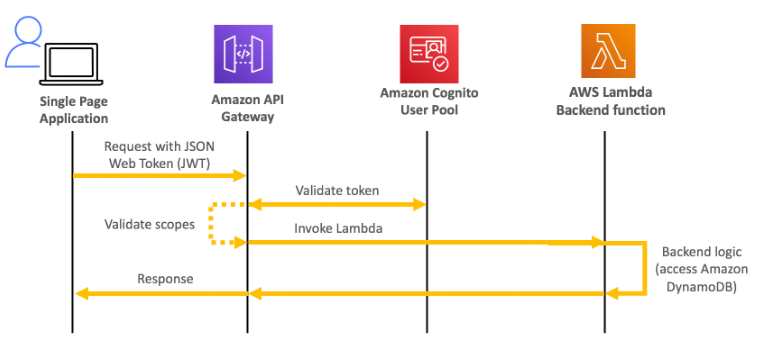 Single Page
Application
Amazon API
Gateway
Amazon Cognito
User Pool
AWS Lambda
Backend function
Request with JSON
Web Token (JWT)
Validate token
Validate scopes
Invoke Lambda
Backend logic
(access Amazon
DynamoDB)
Response